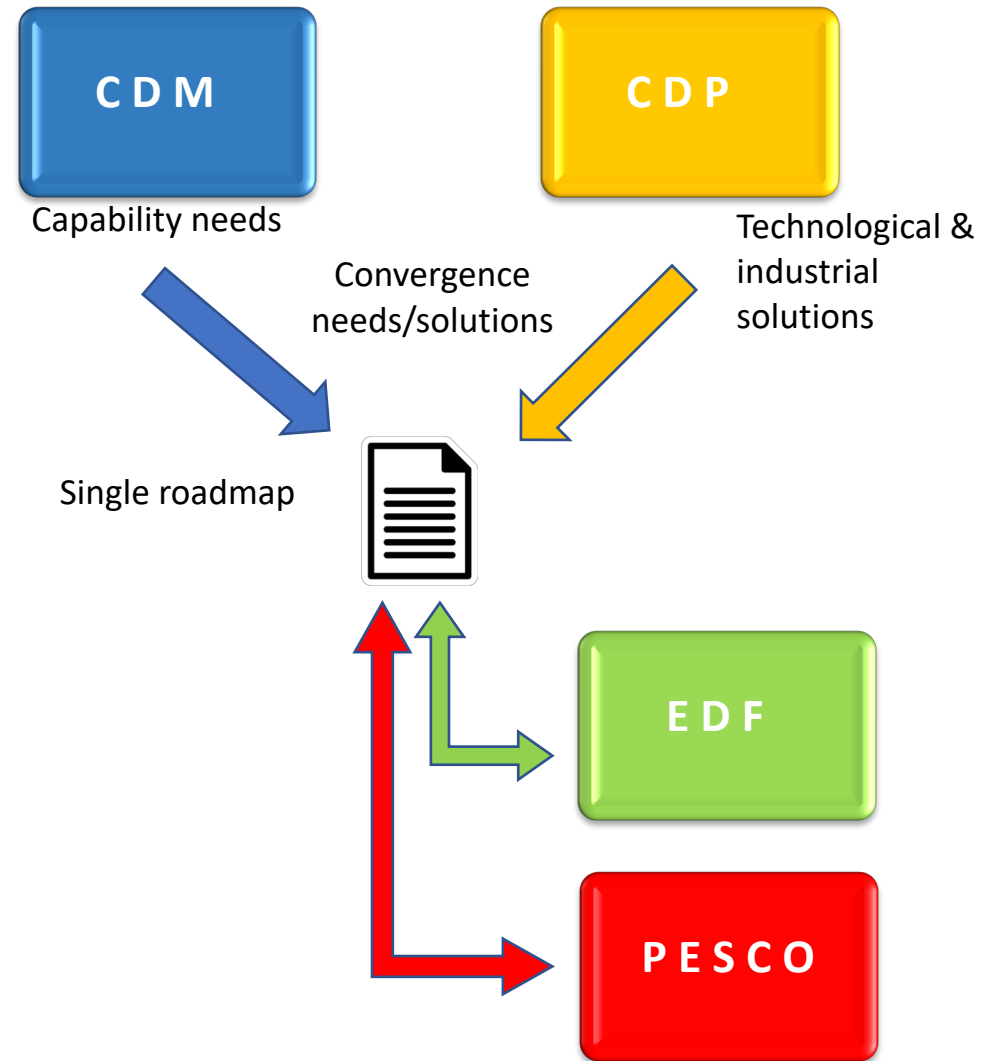 C D M
C D P
Capability needs
Technological &
industrial
solutions
Convergence
needs/solutions
Single roadmap
E D F
P E S C O